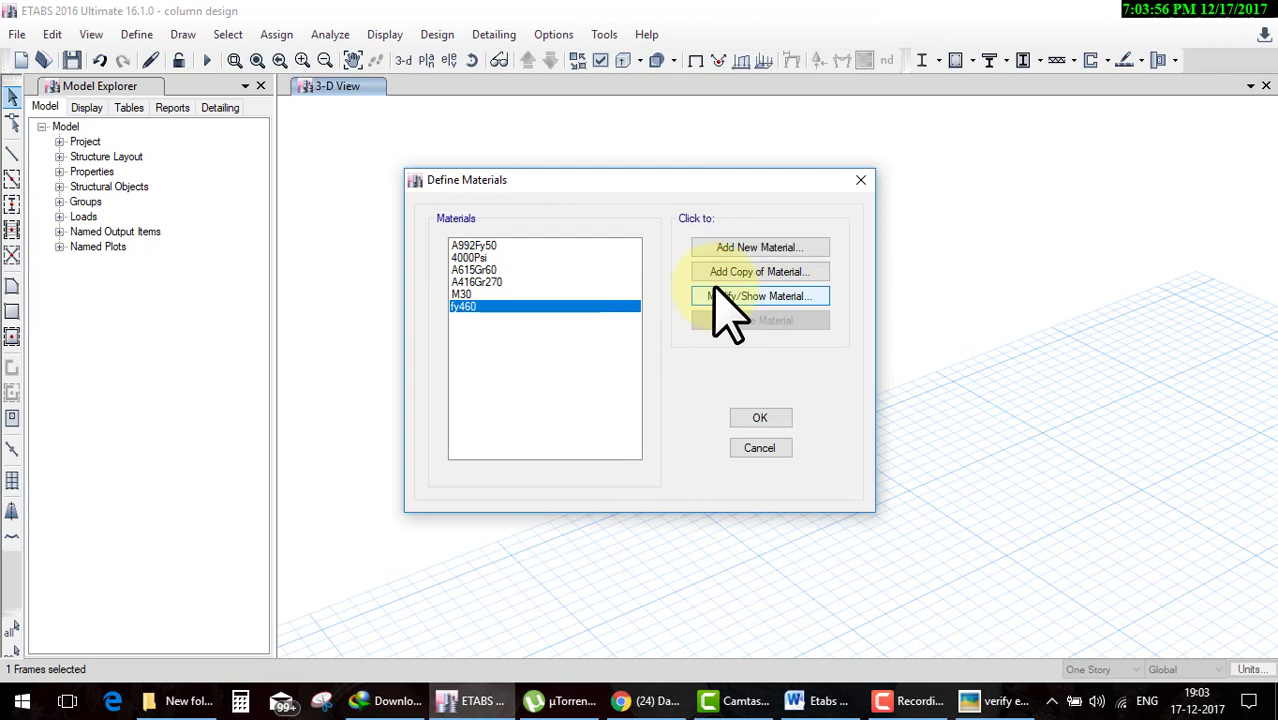 ETABS 2016 Ultimate 16.1.0 - column design
7:03:56 PM 12/17/2017
File Edit View Define Draw Select Assign Analyze Display Design Detailing Options Tools Help
3-d nd
Model Explorer
3-D View
Model Display Tables Reports Detailing
Model
Project
Structure Layout
Properties
Structural Objects
Groups
Loads
Named Output Items
Named Plots
Define Materials
Materials
A992Fy50
4000Psi
A615Gr60
A416Gr270
M30
fy460
Click to:
Add New Material...
Add Copy of Material...
/Show Material...
Material
OK
Cancel
all
1 Frames selected
One Story Global Units...
99+ New fol... Downlo... ETABS ... µTorren... (24) Da... Camtas... Etabs ... Recordi... verify e...
ENG
19:03
17-12-2017